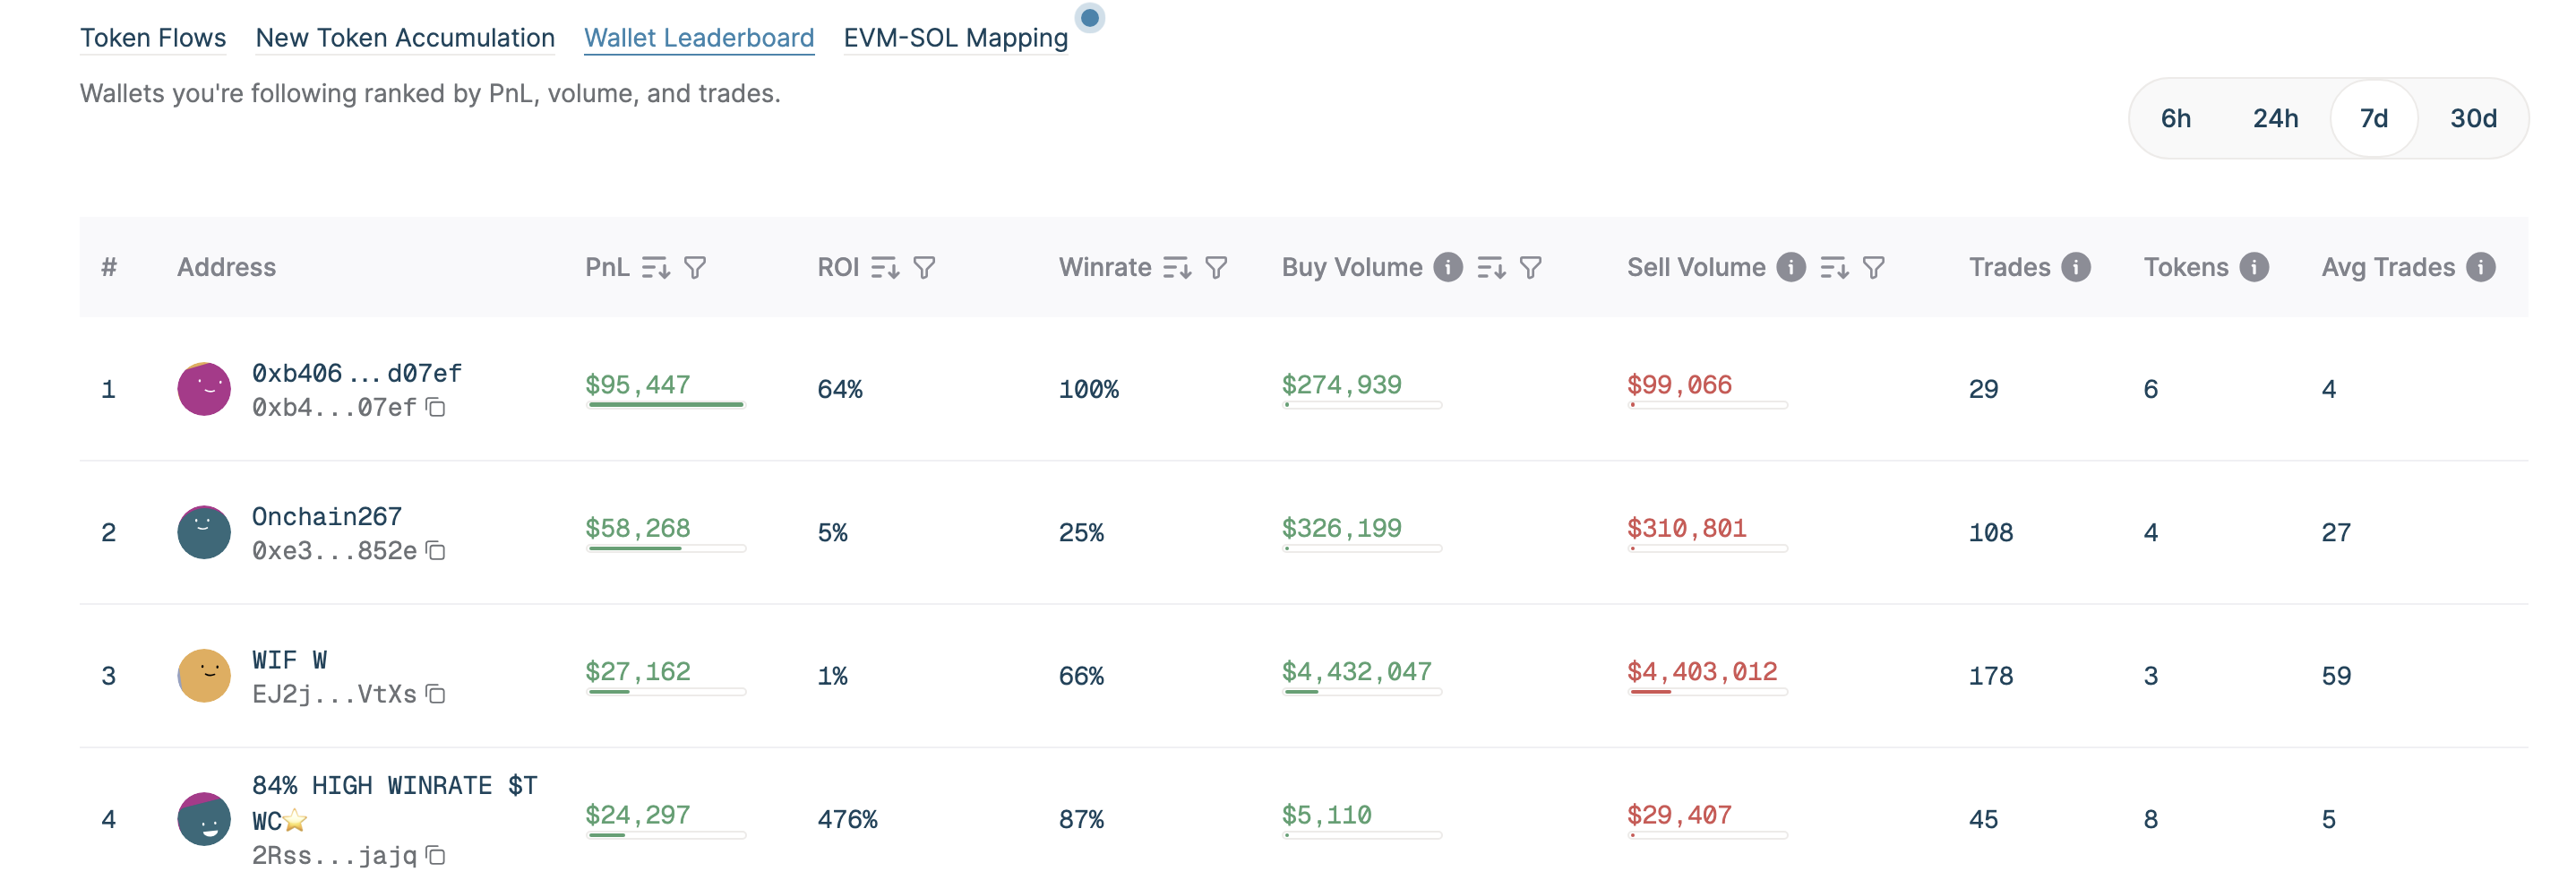 Token Flows New Token Accumulation Wallet Leaderboard EVM-SOL Mapping
Wallets you're following ranked by PnL, volume, and trades.
6h 24h 7d 30d
# Address PnL ROI Winrate Buy Volume Sell Volume Trades Tokens Avg Trades
1 0xb406...d07ef $95,447 64% 100% $274,939 $99,066 29 6 4
0xb4...07ef
2 Onchain267 $58,268 5% 25% $326,199 $310,801 108 4 27
0xe3...852e
3 WIF W $27,162 1% 66% $4,432,047 $4,403,012 178 3 59
EJ2j...VtXs
4 84% HIGH WINRATE $T $24,297 476% 87% $5,110 $29,407 45 8 5
WC⭐
2Rss...jajq